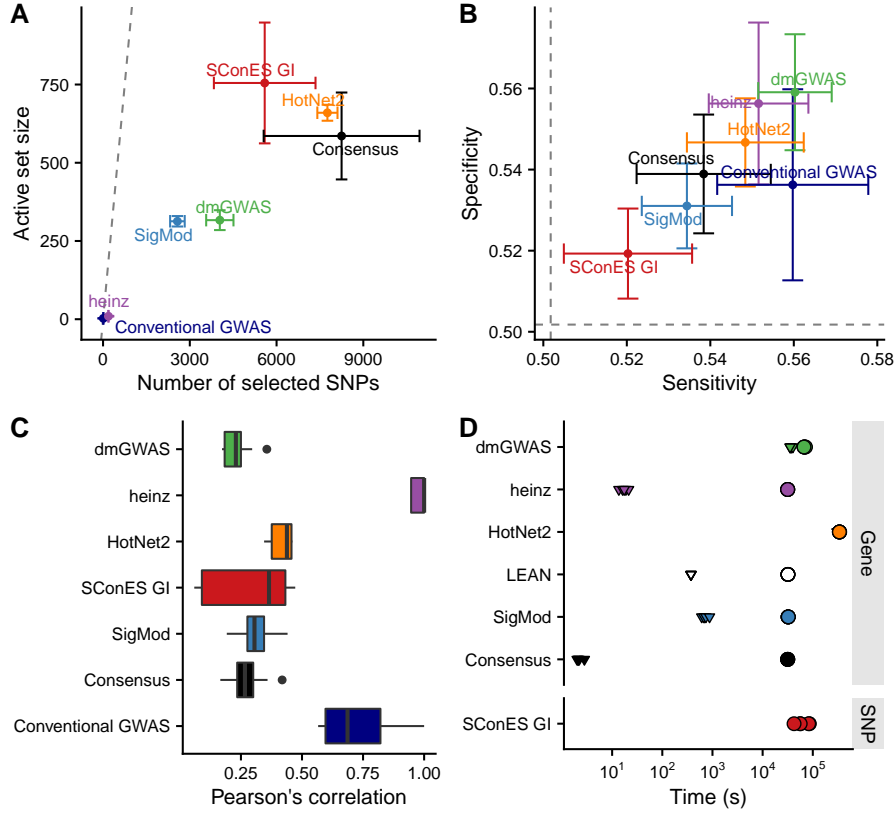 A
Active set size
750
500
250
0
SConES GI
HotNet2
Consensus
dmGWAS
SigMod
heinz
Conventional GWAS
0 3000 6000 9000
Number of selected SNPs
B
Specificity
0.56
0.54
0.52
0.50
dmGWAS
heinz
HotNet2
Consensus
Conventional GWAS
SigMod
SConES GI
0.50 0.52 0.54 0.56 0.58
Sensitivity
C
dmGWAS
heinz
HotNet2
SConES GI
SigMod
Consensus
Conventional GWAS
0.25 0.50 0.75 1.00
Pearson's correlation
D
dmGWAS
heinz
HotNet2
LEAN
SigMod
Consensus
SConES GI
Gene
SNP
10¹ 10² 10³ 10⁴ 10⁵
Time (s)